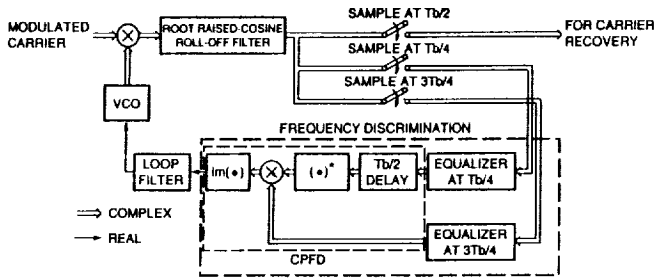 MODULATED
CARRIER
ROOT RAISED-COSINE
ROLL-OFF FILTER
SAMPLE AT Tb/2
SAMPLE AT Tb/4
SAMPLE AT 3Tb/4
FOR CARRIER
RECOVERY
VCO
FREQUENCY DISCRIMINATION
LOOP
FILTER
Im(•)
(•)*
Tb/2
DELAY
EQUALIZER
AT Tb/4
EQUALIZER
AT 3Tb/4
COMPLEX
REAL
CPFD